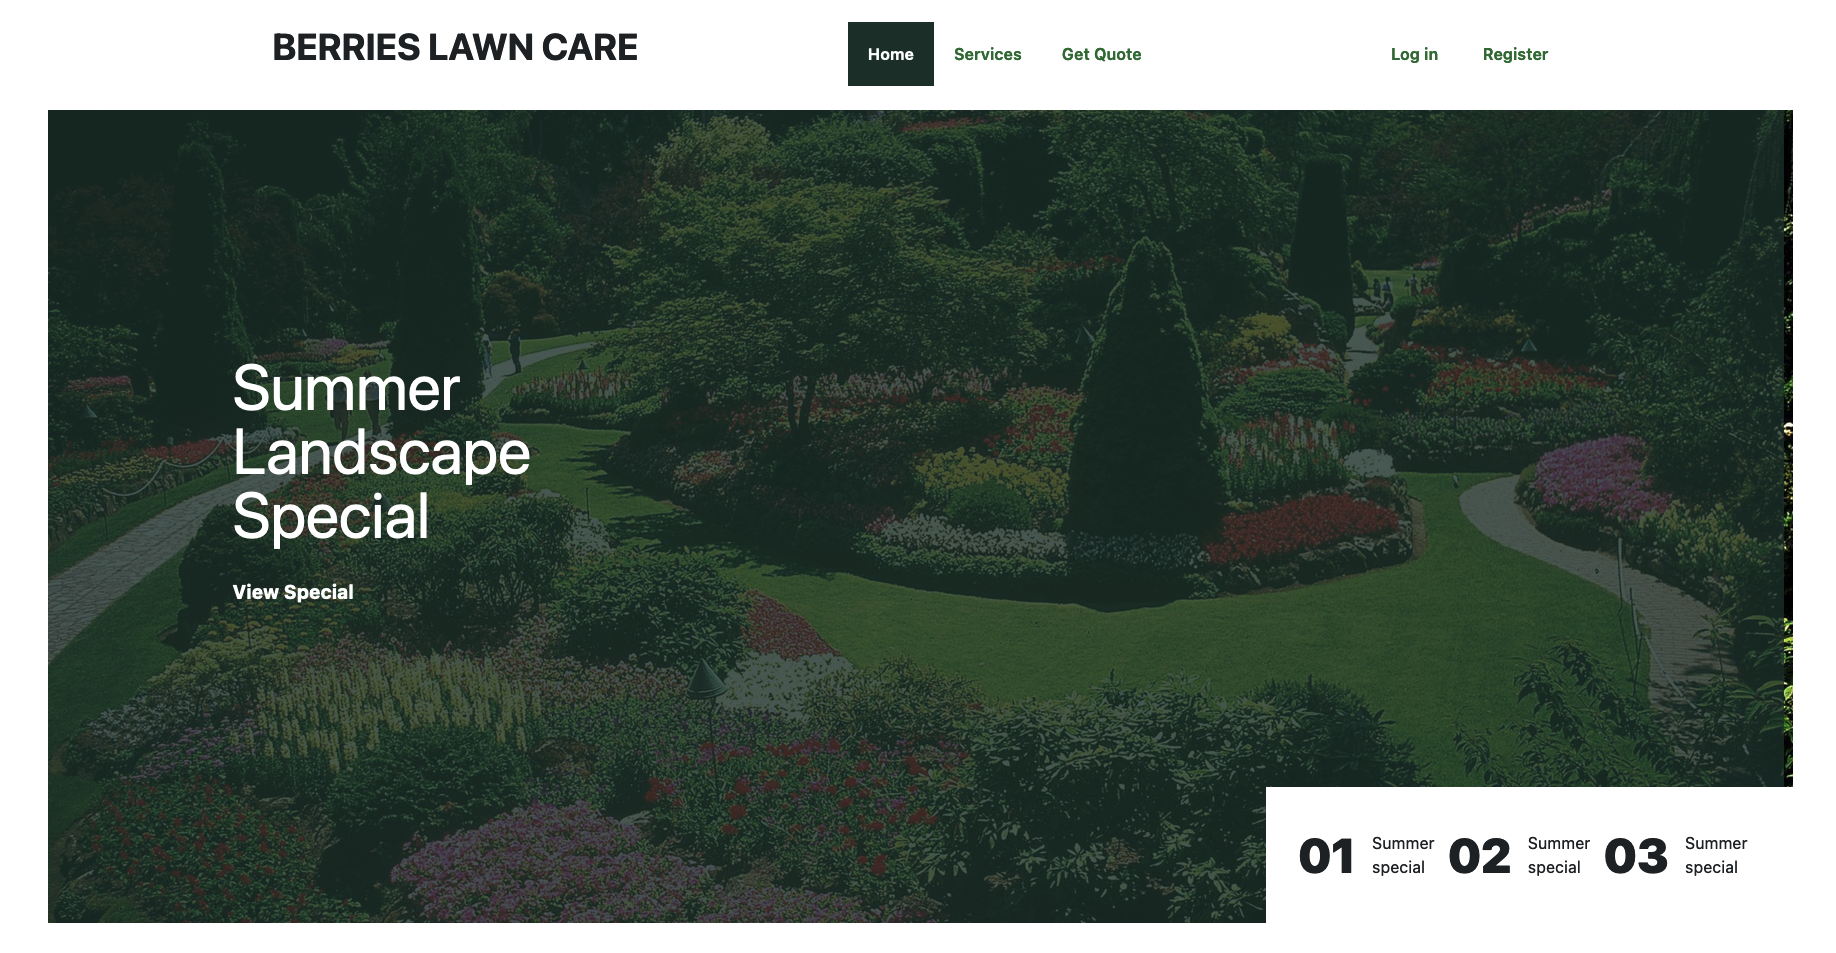 BERRIES LAWN CARE
Home Services Get Quote
Log in Register
Summer
Landscape
Special
View Special
01 Summer special
02 Summer special
03 Summer special